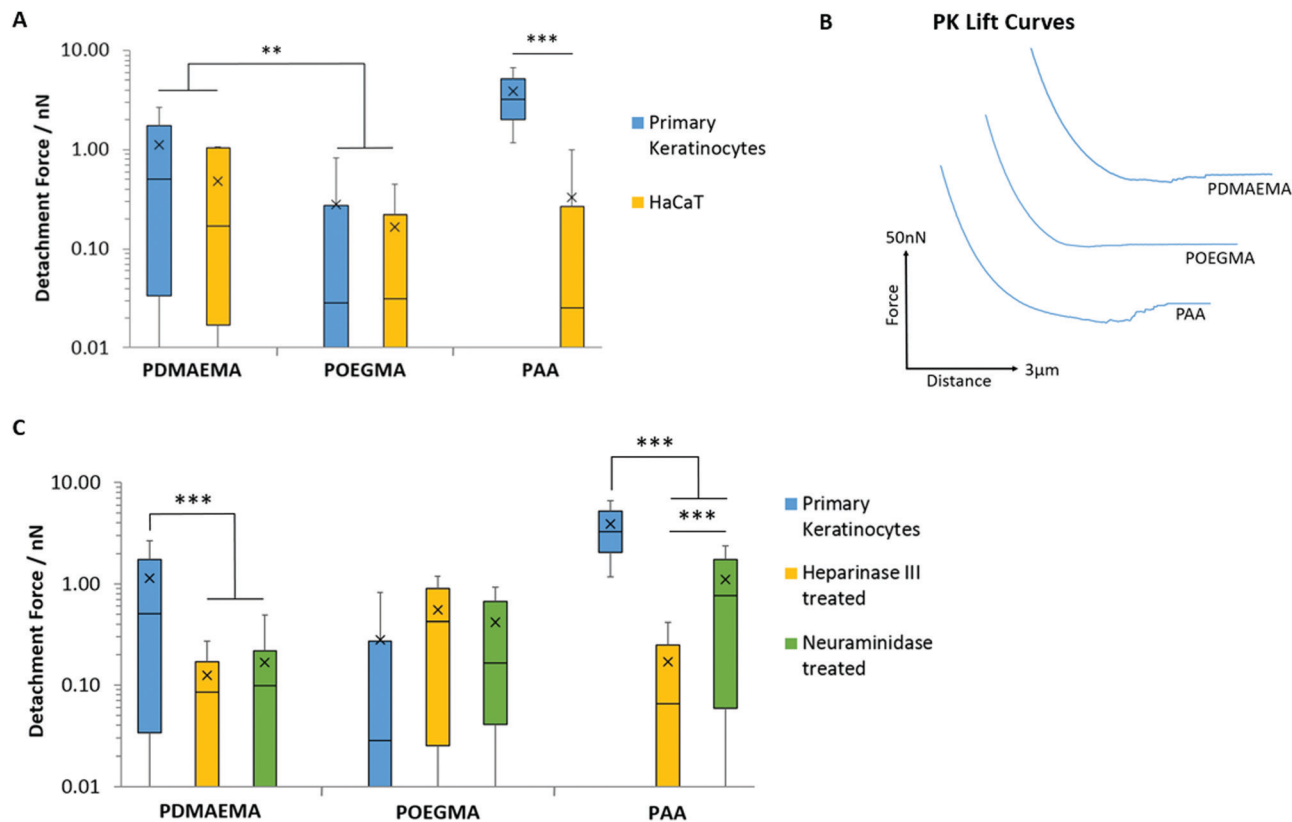 A
Detachment Force / nN
10.00
1.00
0.10
0.01
**
***
PDMAEMA
POEGMA
PAA
Primary
Keratinocytes
HaCaT
B
PK Lift Curves
PDMAEMA
POEGMA
PAA
50nN
Force
Distance
3µm
C
Detachment Force / nN
10.00
1.00
0.10
0.01
***
***
***
PDMAEMA
POEGMA
PAA
Primary
Keratinocytes
Heparinase III
treated
Neuraminidase
treated